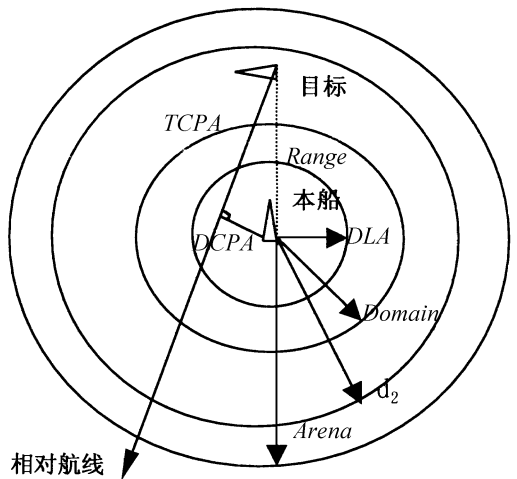 目标
TCPA
Range
本船
DCPA
DLA
Domain
d₂
Arena
相对航线